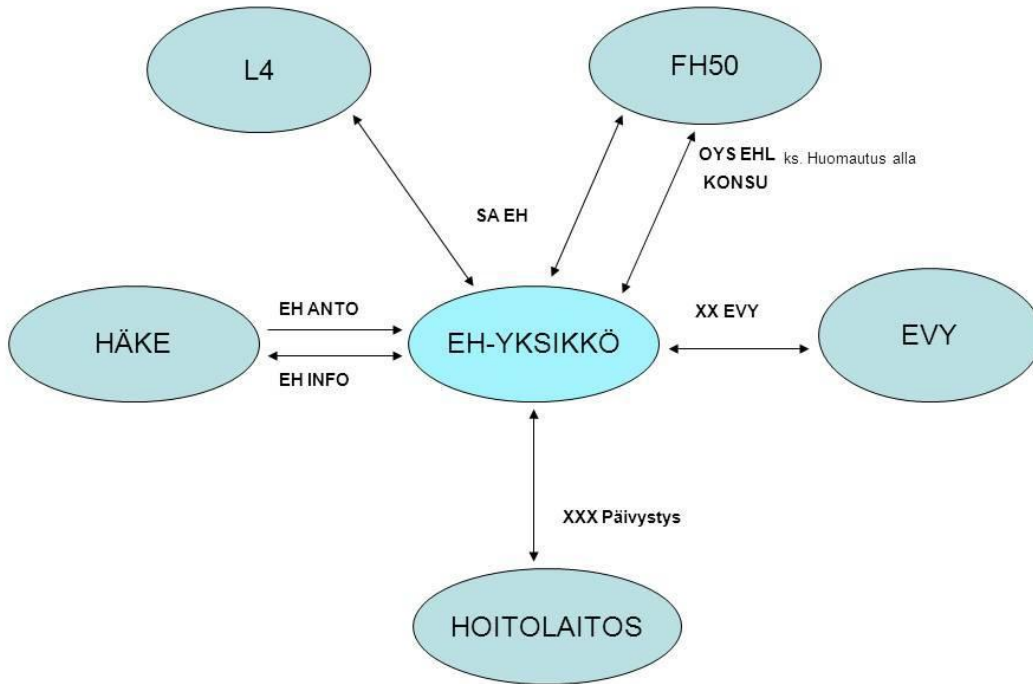 L4
FH50
OYS EHL ks. Huomautus alla
KONSU
SA EH
HÄKE
EH ANTO
EH INFO
EH-YKSIKKÖ
XX EVY
EVY
XXX Päivystys
HOITOLAITOS